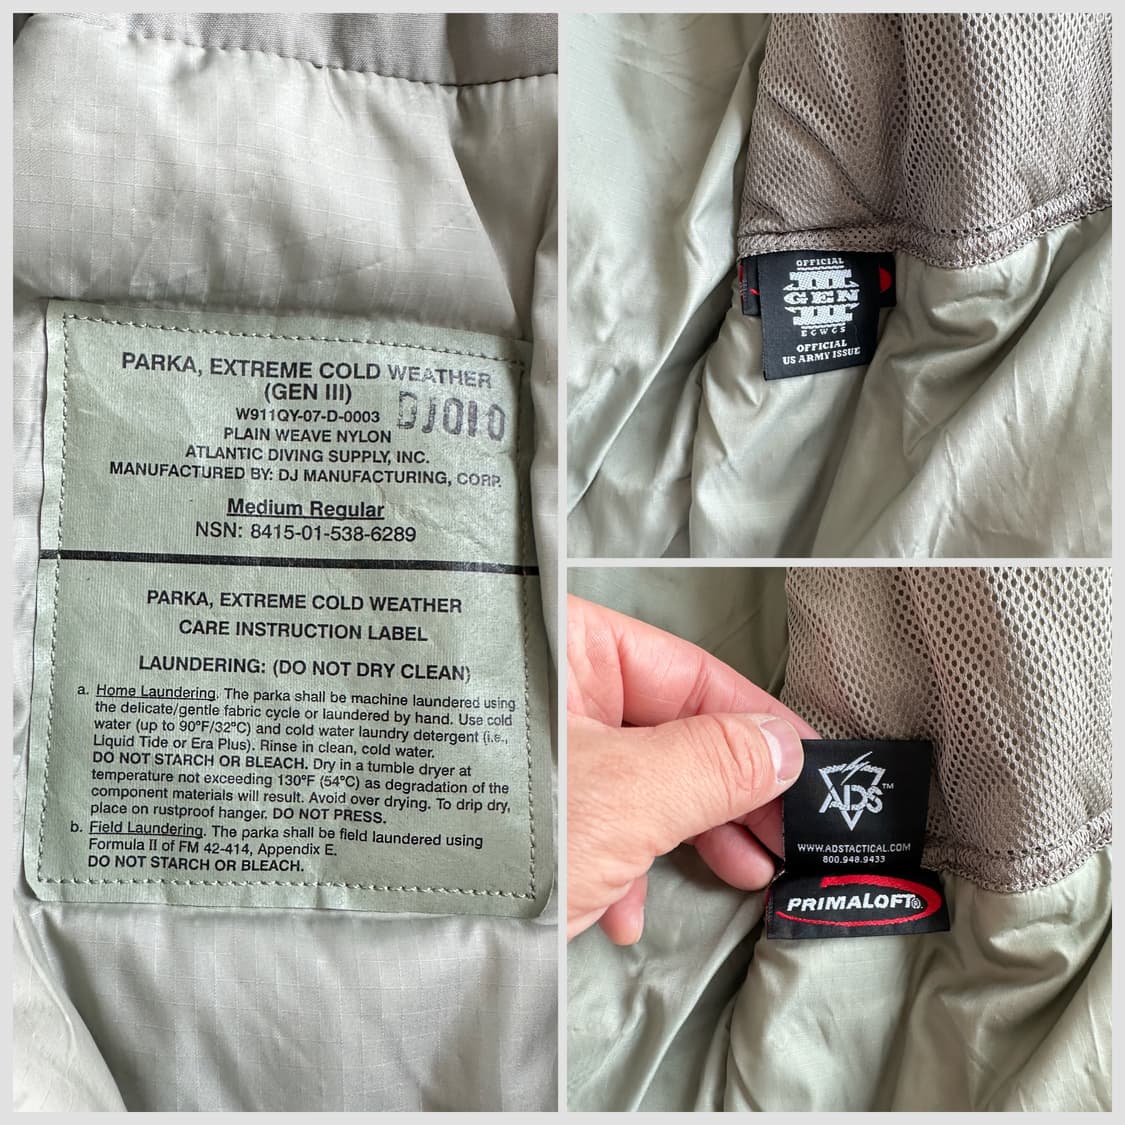 PARKA, EXTREME COLD WEATHER
(GEN III)
W911QY-07-D-0003
DJ010
PLAIN WEAVE NYLON
ATLANTIC DIVING SUPPLY, INC.
MANUFACTURED BY: DJ MANUFACTURING, CORP.
Medium Regular
NSN: 8415-01-538-6289
PARKA, EXTREME COLD WEATHER
CARE INSTRUCTION LABEL
LAUNDERING: (DO NOT DRY CLEAN)
a. Home Laundering. The parka shall be machine laundered using
the delicate/gentle fabric cycle or laundered by hand. Use cold
water (up to 90°F/32°C) and cold water laundry detergent (i.e.,
Liquid Tide or Era Plus). Rinse in clean, cold water.
DO NOT STARCH OR BLEACH. Dry in a tumble dryer at
temperature not exceeding 130°F (54°C) as degradation of the
component materials will result. Avoid over drying. To drip dry,
place on rustproof hanger. DO NOT PRESS.
b. Field Laundering. The parka shall be field laundered using
Formula II of FM 42-414, Appendix E.
DO NOT STARCH OR BLEACH.
OFFICIAL
III
GEN
III
ECWCS
OFFICIAL
US ARMY ISSUE
ADS™
WWW.ADSTACTICAL.COM
800.948.9433
PRIMALOFT®